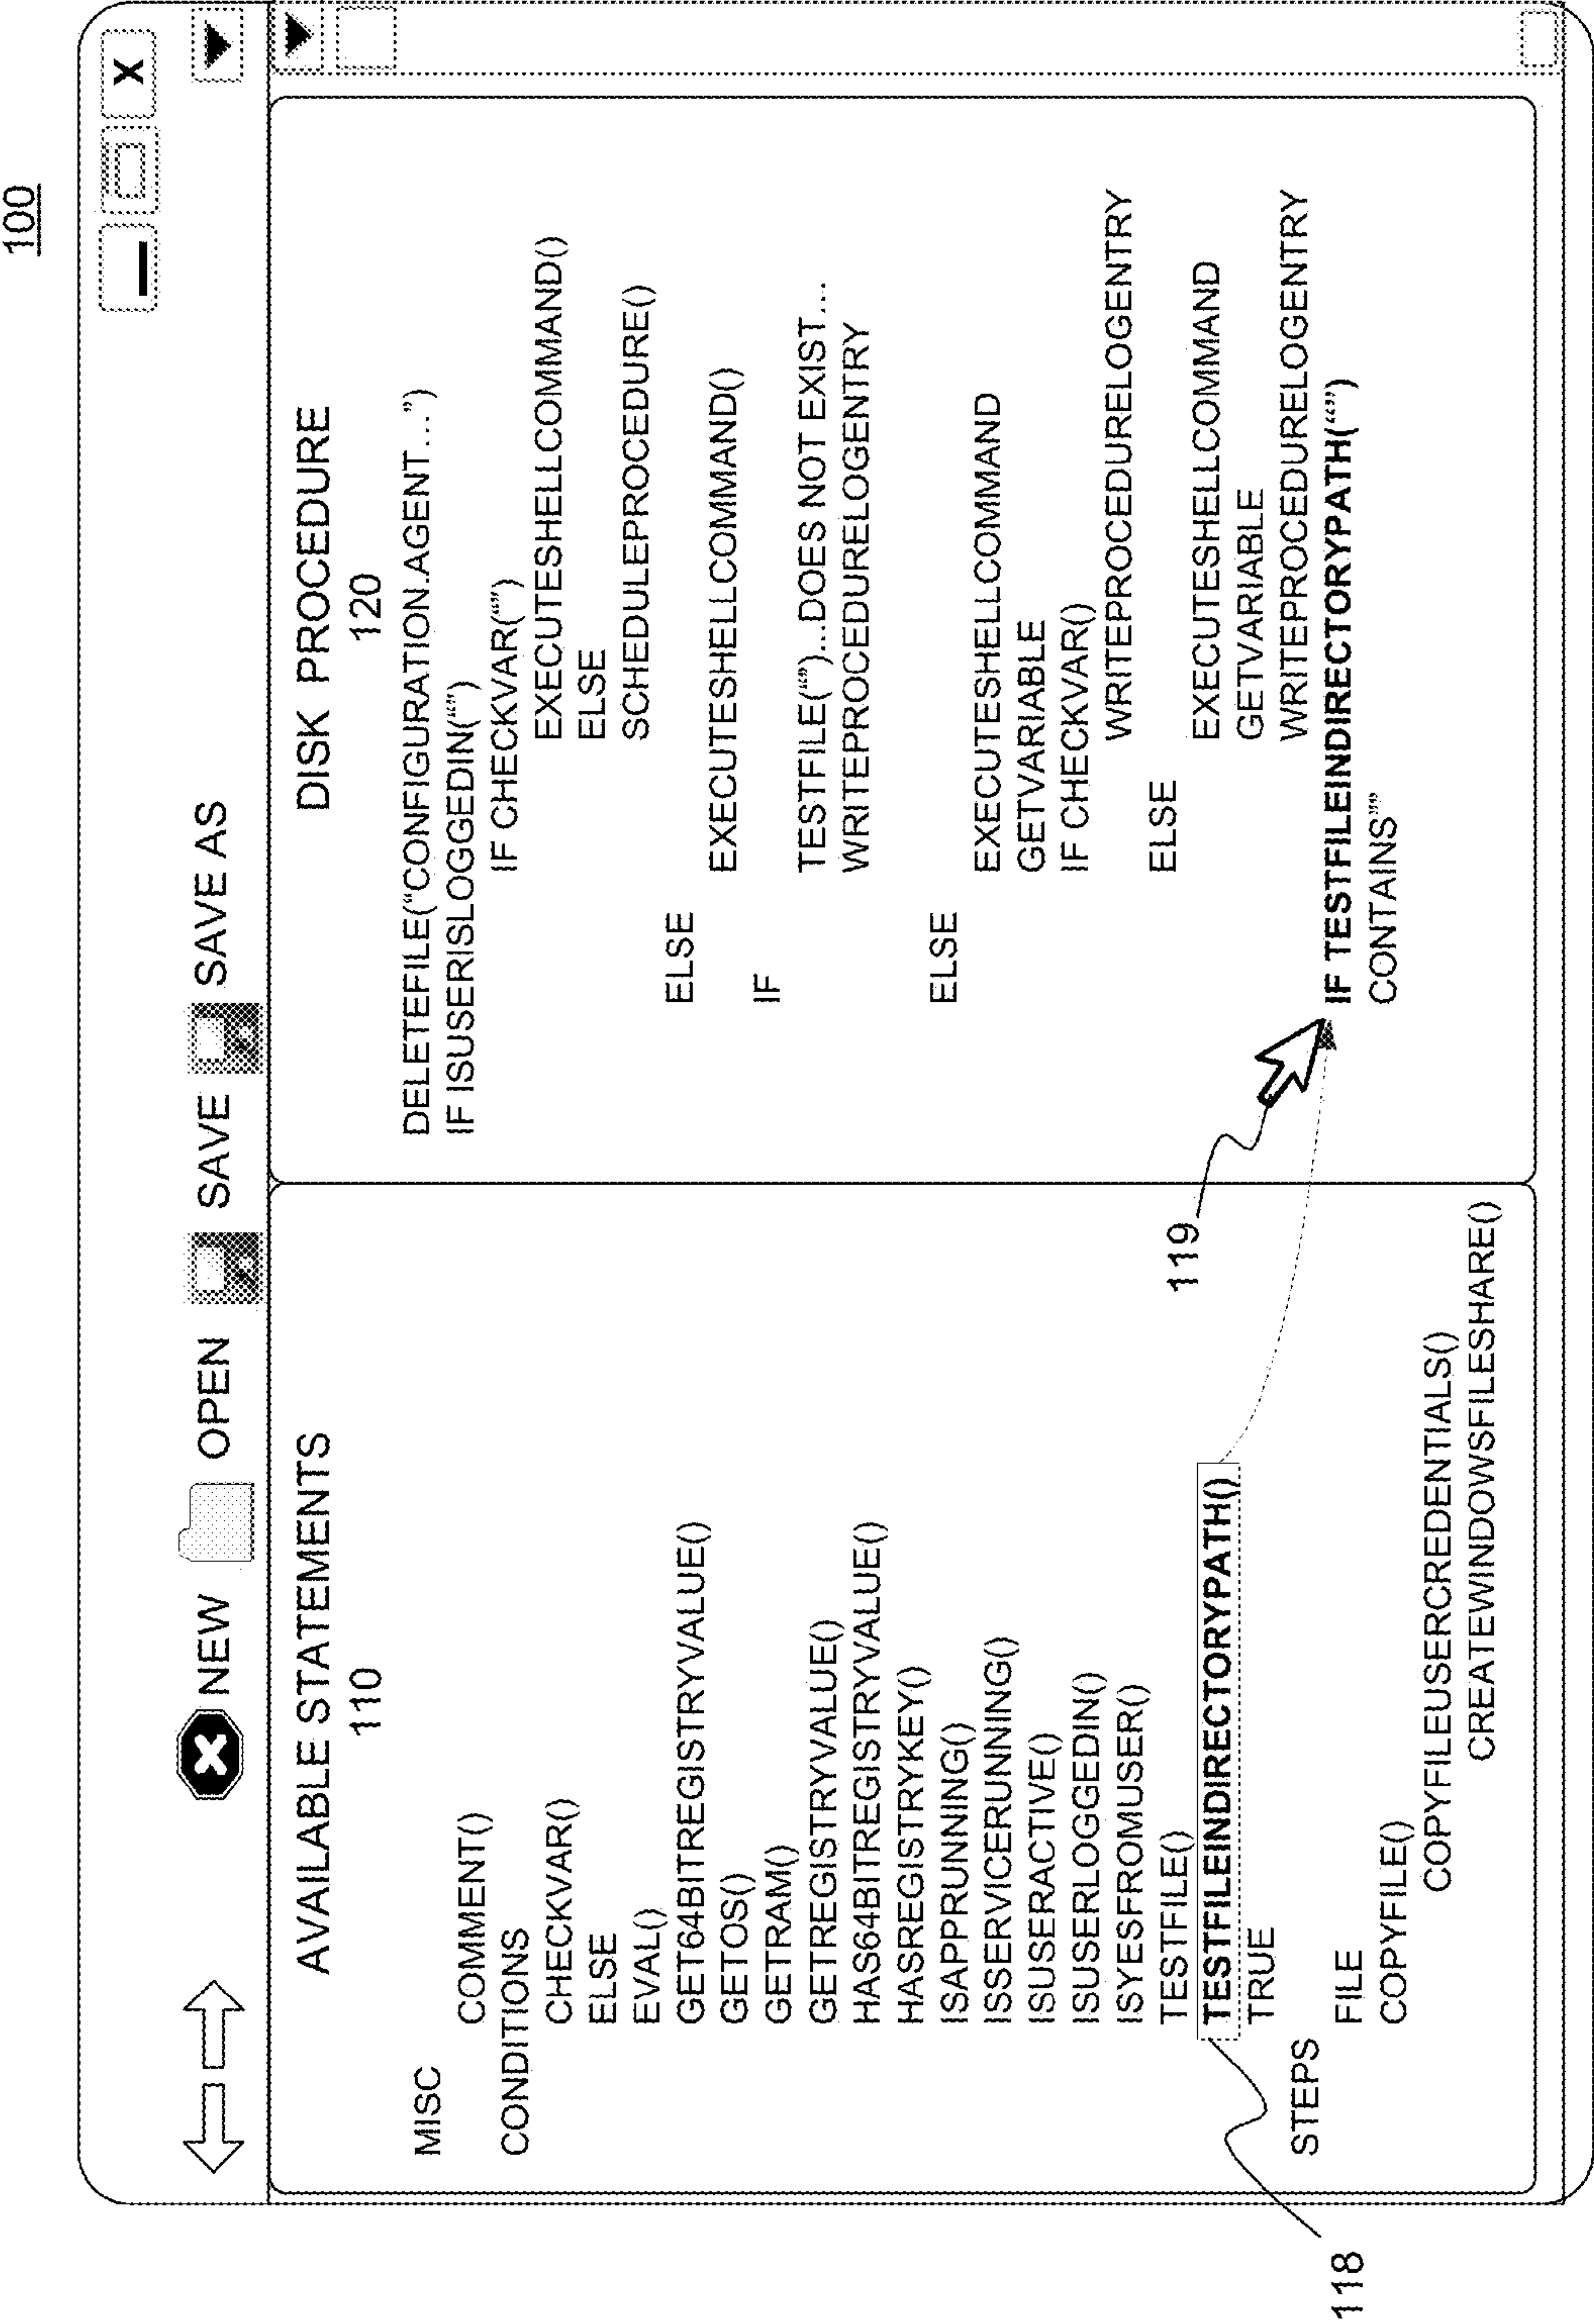 100
X
NEW OPEN SAVE SAVE AS
AVAILABLE STATEMENTS
110
MISC
COMMENT()
CONDITIONS
CHECKVAR()
ELSE
EVAL()
GET64BITREGISTRYVALUE()
GETOS()
GETRAM()
GETREGISTRYVALUE()
HAS64BITREGISTRYVALUE()
HASREGISTRYKEY()
ISAPPRUNNING()
ISSERVICERUNNING()
ISUSERACTIVE()
ISUSERLOGGEDIN()
ISYESFROMUSER()
TESTFILE()
TESTFILEINDIRECTORYPATH()
TRUE
STEPS
FILE
COPYFILE()
COPYFILEUSERCREDENTIALS()
CREATEWINDOWSFILESHARE()
118
DISK PROCEDURE
120
DELETEFILE(“CONFIGURATION.AGENT...”)
IF ISUSERISLOGGEDIN(“”)
IF CHECKVAR(“”)
EXECUTESHELLCOMMAND()
ELSE
SCHEDULEPROCEDURE()
ELSE
EXECUTESHELLCOMMAND()
IF
TESTFILE(“”)...DOES NOT EXIST...
WRITEPROCEDURELOGENTRY
ELSE
EXECUTESHELLCOMMAND
GETVARIABLE
IF CHECKVAR()
WRITEPROCEDURELOGENTRY
ELSE
EXECUTESHELLCOMMAND
GETVARIABLE
WRITEPROCEDURELOGENTRY
IF TESTFILEINDIRECTORYPATH(“”)
CONTAINS””
119